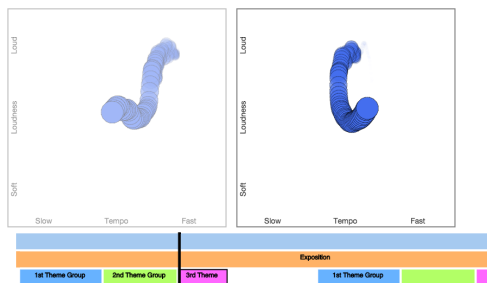 Loud
Loudness
Soft
Slow Tempo Fast
Loud
Loudness
Soft
Slow Tempo Fast
Exposition
1st Theme Group 2nd Theme Group 3rd Theme 1st Theme Group